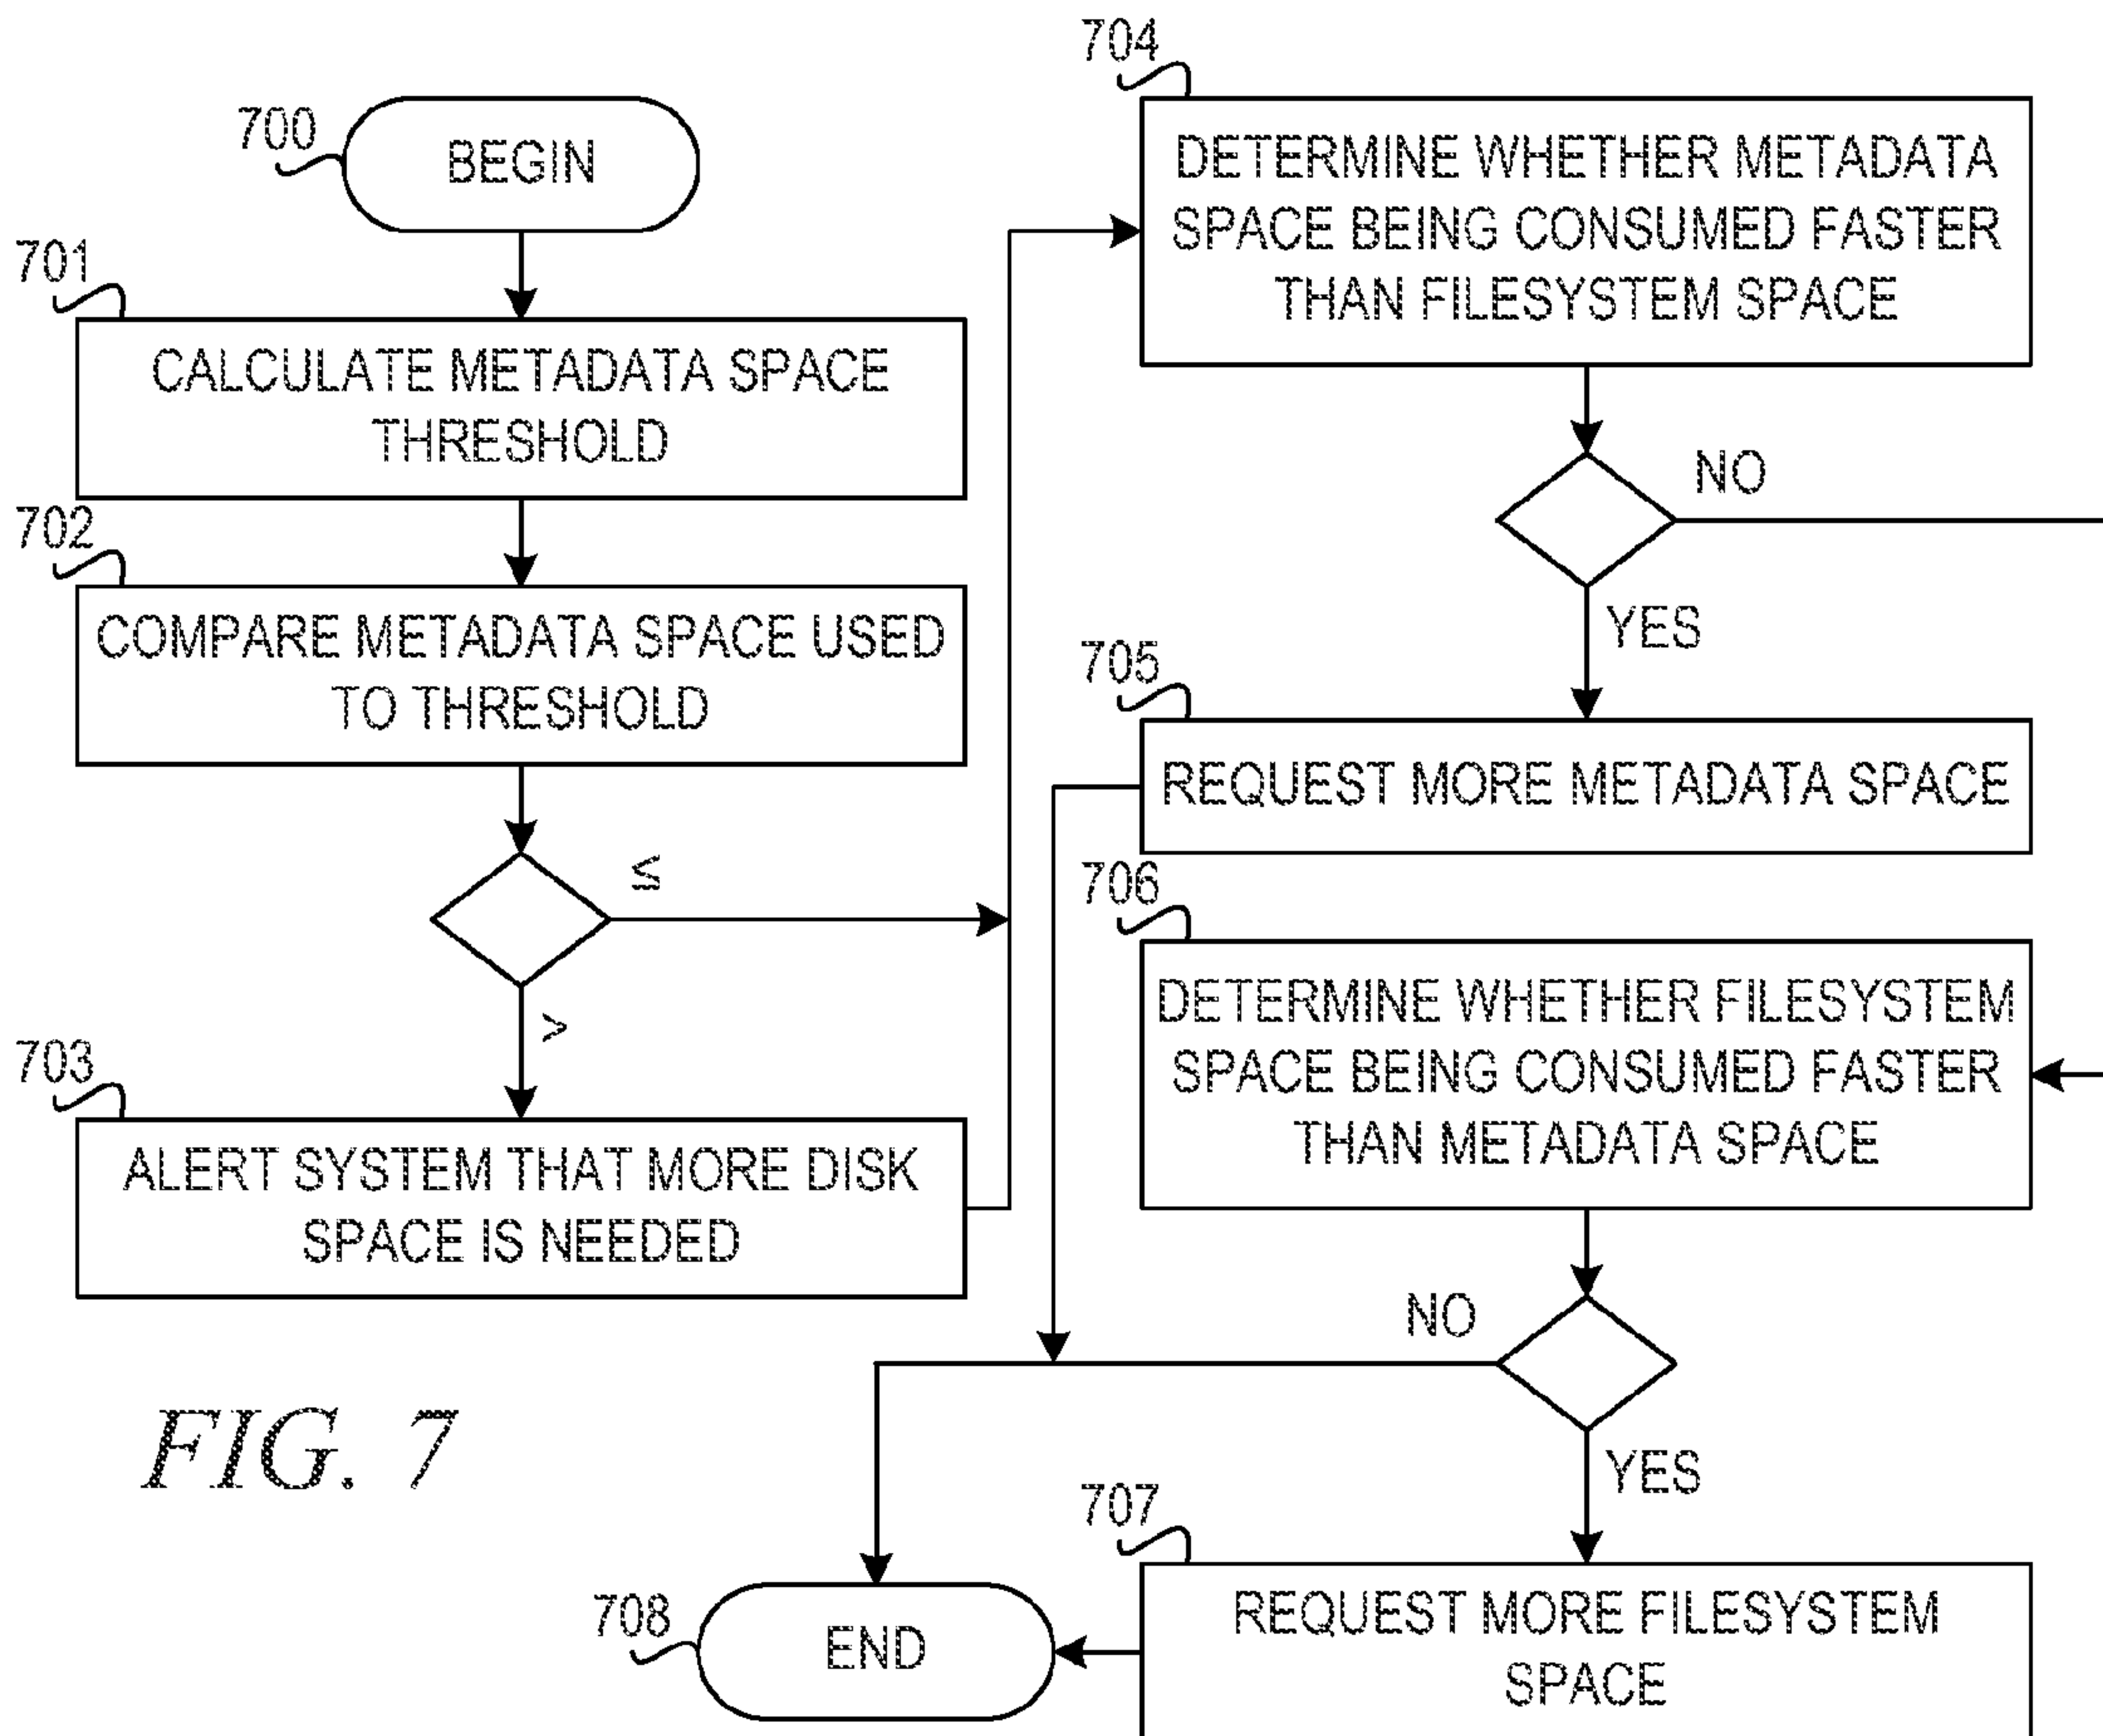 700
BEGIN
701
CALCULATE METADATA SPACE
THRESHOLD
702
COMPARE METADATA SPACE USED
TO THRESHOLD
≤
>
703
ALERT SYSTEM THAT MORE DISK
SPACE IS NEEDED
704
DETERMINE WHETHER METADATA
SPACE BEING CONSUMED FASTER
THAN FILESYSTEM SPACE
NO
YES
705
REQUEST MORE METADATA SPACE
706
DETERMINE WHETHER FILESYSTEM
SPACE BEING CONSUMED FASTER
THAN METADATA SPACE
NO
YES
707
REQUEST MORE FILESYSTEM
SPACE
708
END
FIG. 7